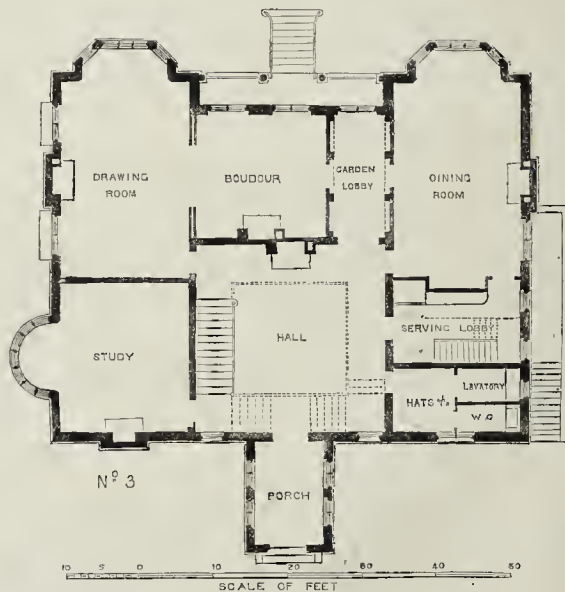 DRAWING
ROOM
BOUDOUR
GARDEN
LOBBY
DINING
ROOM
STUDY
HALL
SERVING LOBBY
HATS &c.
LAVATORY
W.C
Nº 3
PORCH
10 5 0 10 20 30 40 50
SCALE OF FEET